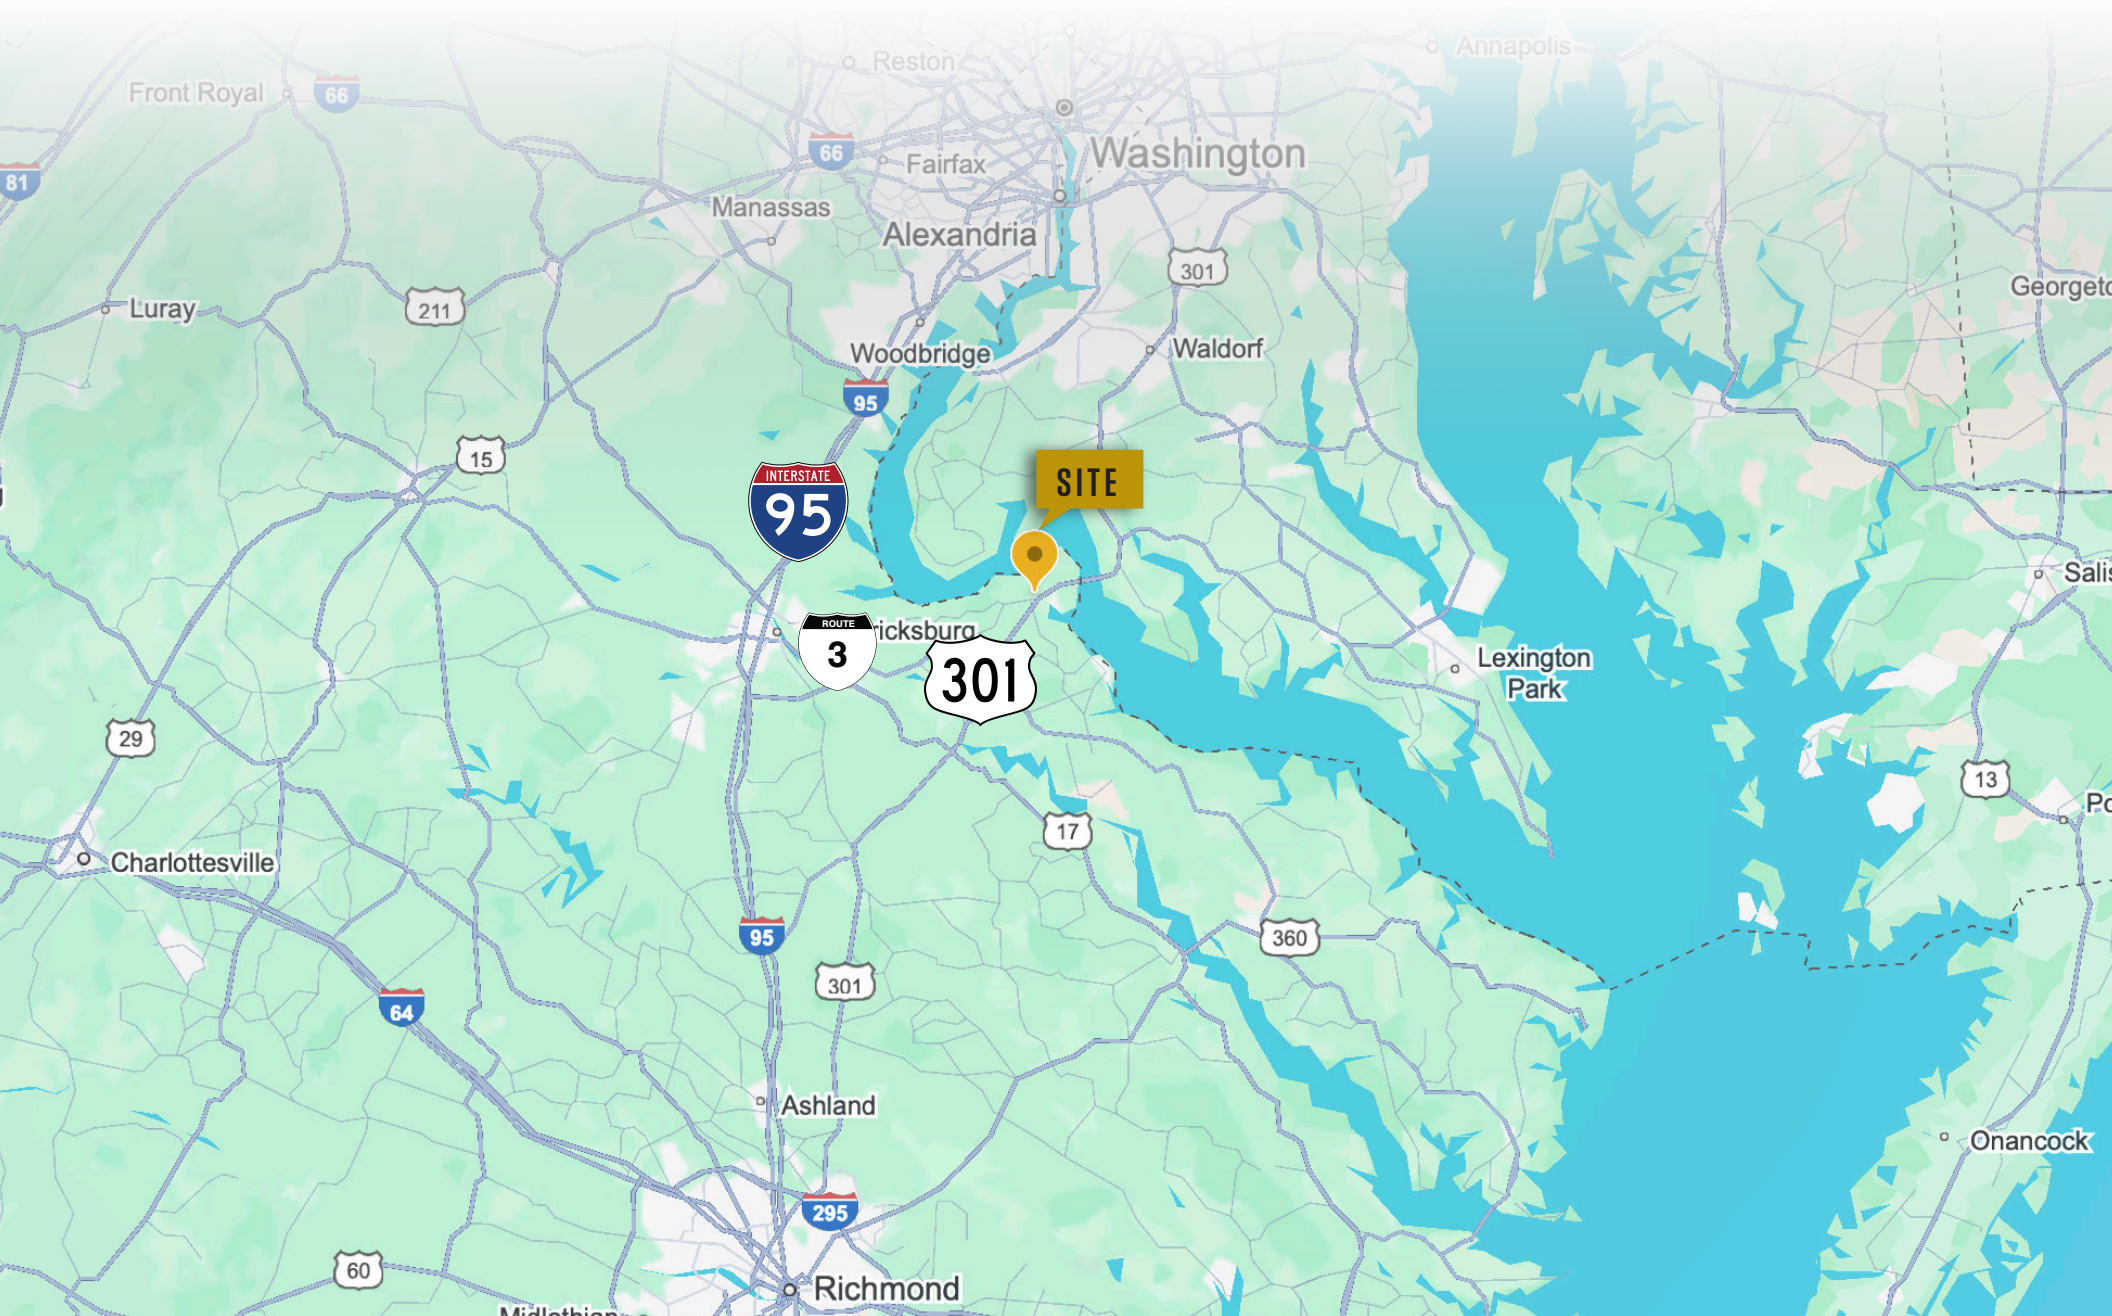 Annapolis
Reston
Front Royal
66
Washington
66
Fairfax
81
Manassas
Alexandria
301
Georgeto
Luray
211
Woodbridge
Waldorf
95
15
SITE
INTERSTATE
95
Salis
ROUTE
3
ricksburg
301
Lexington
Park
29
13
Po
17
Charlottesville
95
360
301
64
Ashland
Onancock
295
60
Richmond
Midlothian